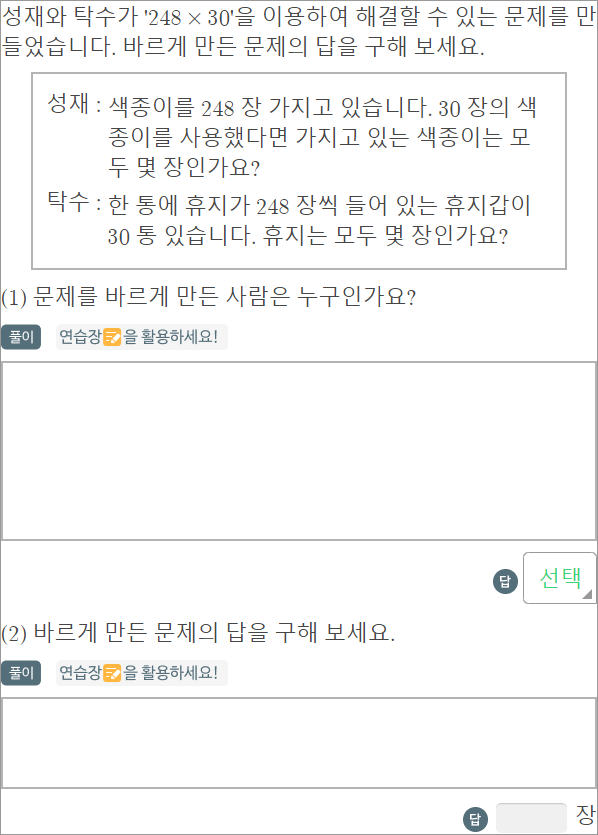 성재와 탁수가 '248 × 30'을 이용하여 해결할 수 있는 문제를 만
들었습니다. 바르게 만든 문제의 답을 구해 보세요.
성재 : 색종이를 248 장 가지고 있습니다. 30 장의 색
종이를 사용했다면 가지고 있는 색종이는 모
두 몇 장인가요?
탁수 : 한 통에 휴지가 248 장씩 들어 있는 휴지갑이
30 통 있습니다. 휴지는 모두 몇 장인가요?
(1) 문제를 바르게 만든 사람은 누구인가요?
풀이 연습장을 활용하세요!
답 선택
(2) 바르게 만든 문제의 답을 구해 보세요.
풀이 연습장을 활용하세요!
답 장